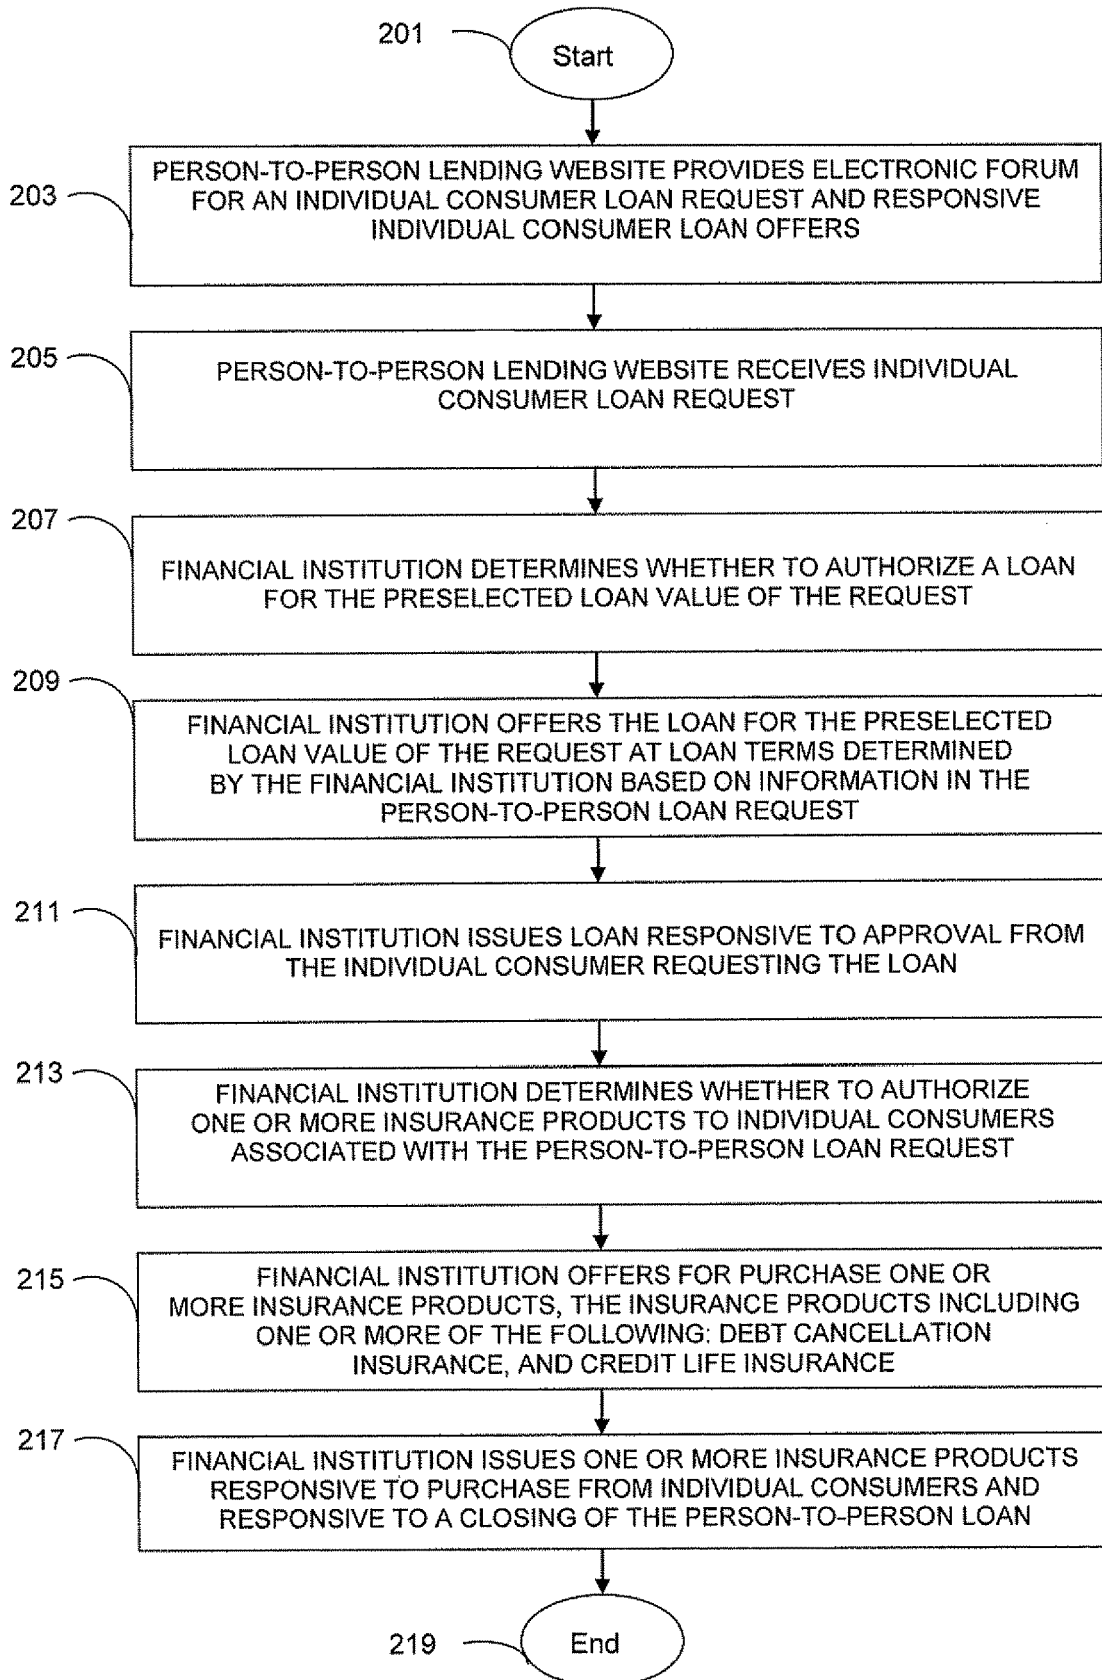 201
Start
203
PERSON-TO-PERSON LENDING WEBSITE PROVIDES ELECTRONIC FORUM
FOR AN INDIVIDUAL CONSUMER LOAN REQUEST AND RESPONSIVE
INDIVIDUAL CONSUMER LOAN OFFERS
205
PERSON-TO-PERSON LENDING WEBSITE RECEIVES INDIVIDUAL
CONSUMER LOAN REQUEST
207
FINANCIAL INSTITUTION DETERMINES WHETHER TO AUTHORIZE A LOAN
FOR THE PRESELECTED LOAN VALUE OF THE REQUEST
209
FINANCIAL INSTITUTION OFFERS THE LOAN FOR THE PRESELECTED
LOAN VALUE OF THE REQUEST AT LOAN TERMS DETERMINED
BY THE FINANCIAL INSTITUTION BASED ON INFORMATION IN THE
PERSON-TO-PERSON LOAN REQUEST
211
FINANCIAL INSTITUTION ISSUES LOAN RESPONSIVE TO APPROVAL FROM
THE INDIVIDUAL CONSUMER REQUESTING THE LOAN
213
FINANCIAL INSTITUTION DETERMINES WHETHER TO AUTHORIZE
ONE OR MORE INSURANCE PRODUCTS TO INDIVIDUAL CONSUMERS
ASSOCIATED WITH THE PERSON-TO-PERSON LOAN REQUEST
215
FINANCIAL INSTITUTION OFFERS FOR PURCHASE ONE OR
MORE INSURANCE PRODUCTS, THE INSURANCE PRODUCTS INCLUDING
ONE OR MORE OF THE FOLLOWING: DEBT CANCELLATION
INSURANCE, AND CREDIT LIFE INSURANCE
217
FINANCIAL INSTITUTION ISSUES ONE OR MORE INSURANCE PRODUCTS
RESPONSIVE TO PURCHASE FROM INDIVIDUAL CONSUMERS AND
RESPONSIVE TO A CLOSING OF THE PERSON-TO-PERSON LOAN
219
End